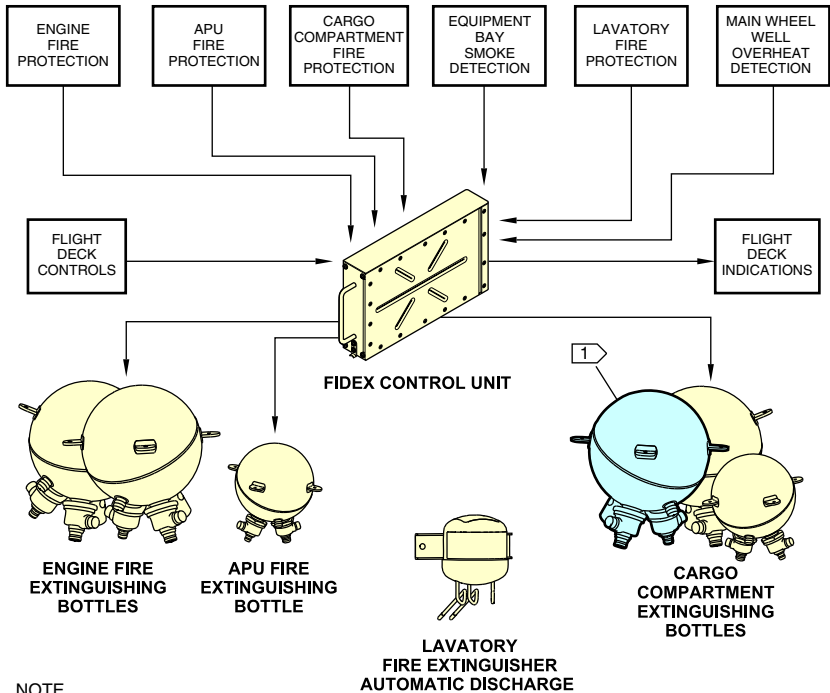 ENGINE
FIRE
PROTECTION
APU
FIRE
PROTECTION
CARGO
COMPARTMENT
FIRE
PROTECTION
EQUIPMENT
BAY
SMOKE
DETECTION
LAVATORY
FIRE
PROTECTION
MAIN WHEEL
WELL
OVERHEAT
DETECTION
FLIGHT
DECK
CONTROLS
FLIGHT
DECK
INDICATIONS
FIDEX CONTROL UNIT
1
ENGINE FIRE
EXTINGUISHING
BOTTLES
APU FIRE
EXTINGUISHING
BOTTLE
LAVATORY
FIRE EXTINGUISHER
AUTOMATIC DISCHARGE
CARGO
COMPARTMENT
EXTINGUISHING
BOTTLES
NOTE